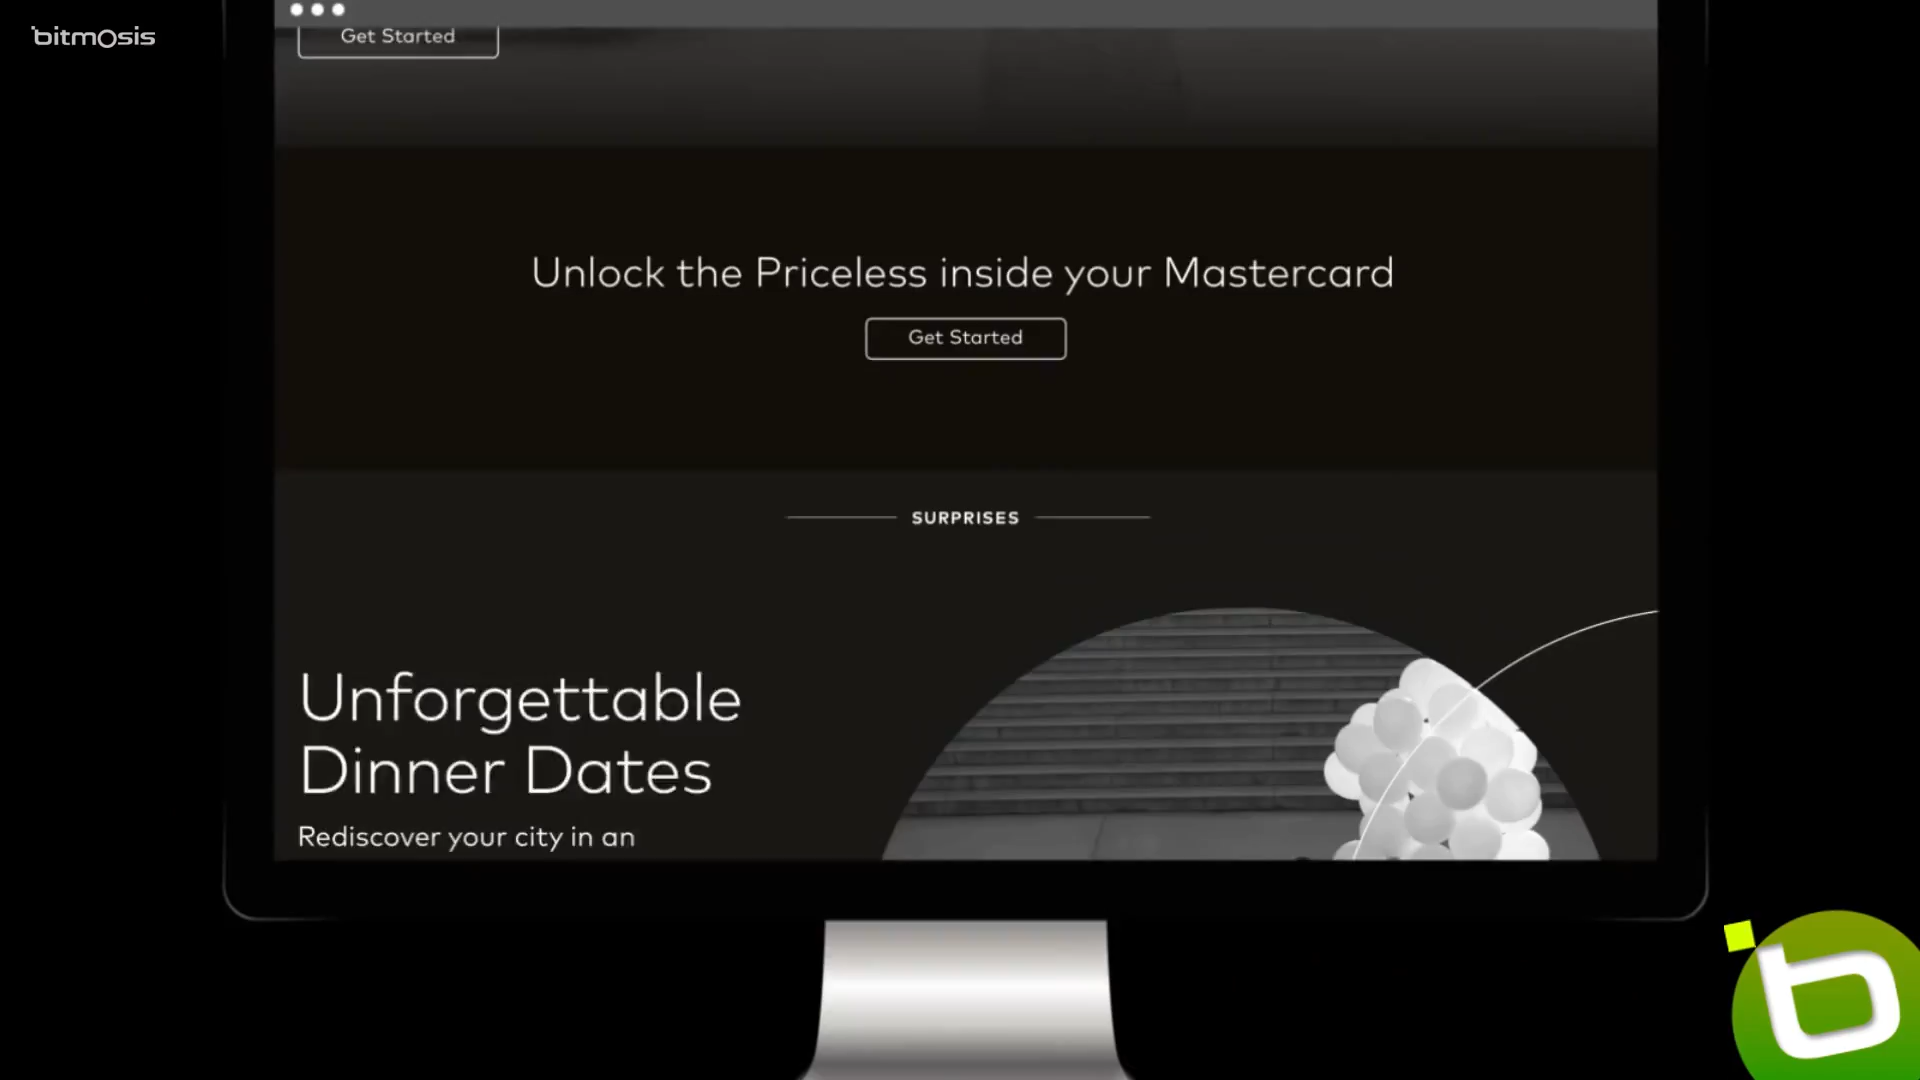 bitmosis
Get Started
Unlock the Priceless inside your Mastercard
Get Started
SURPRISES
Unforgettable
Dinner Dates
Rediscover your city in an